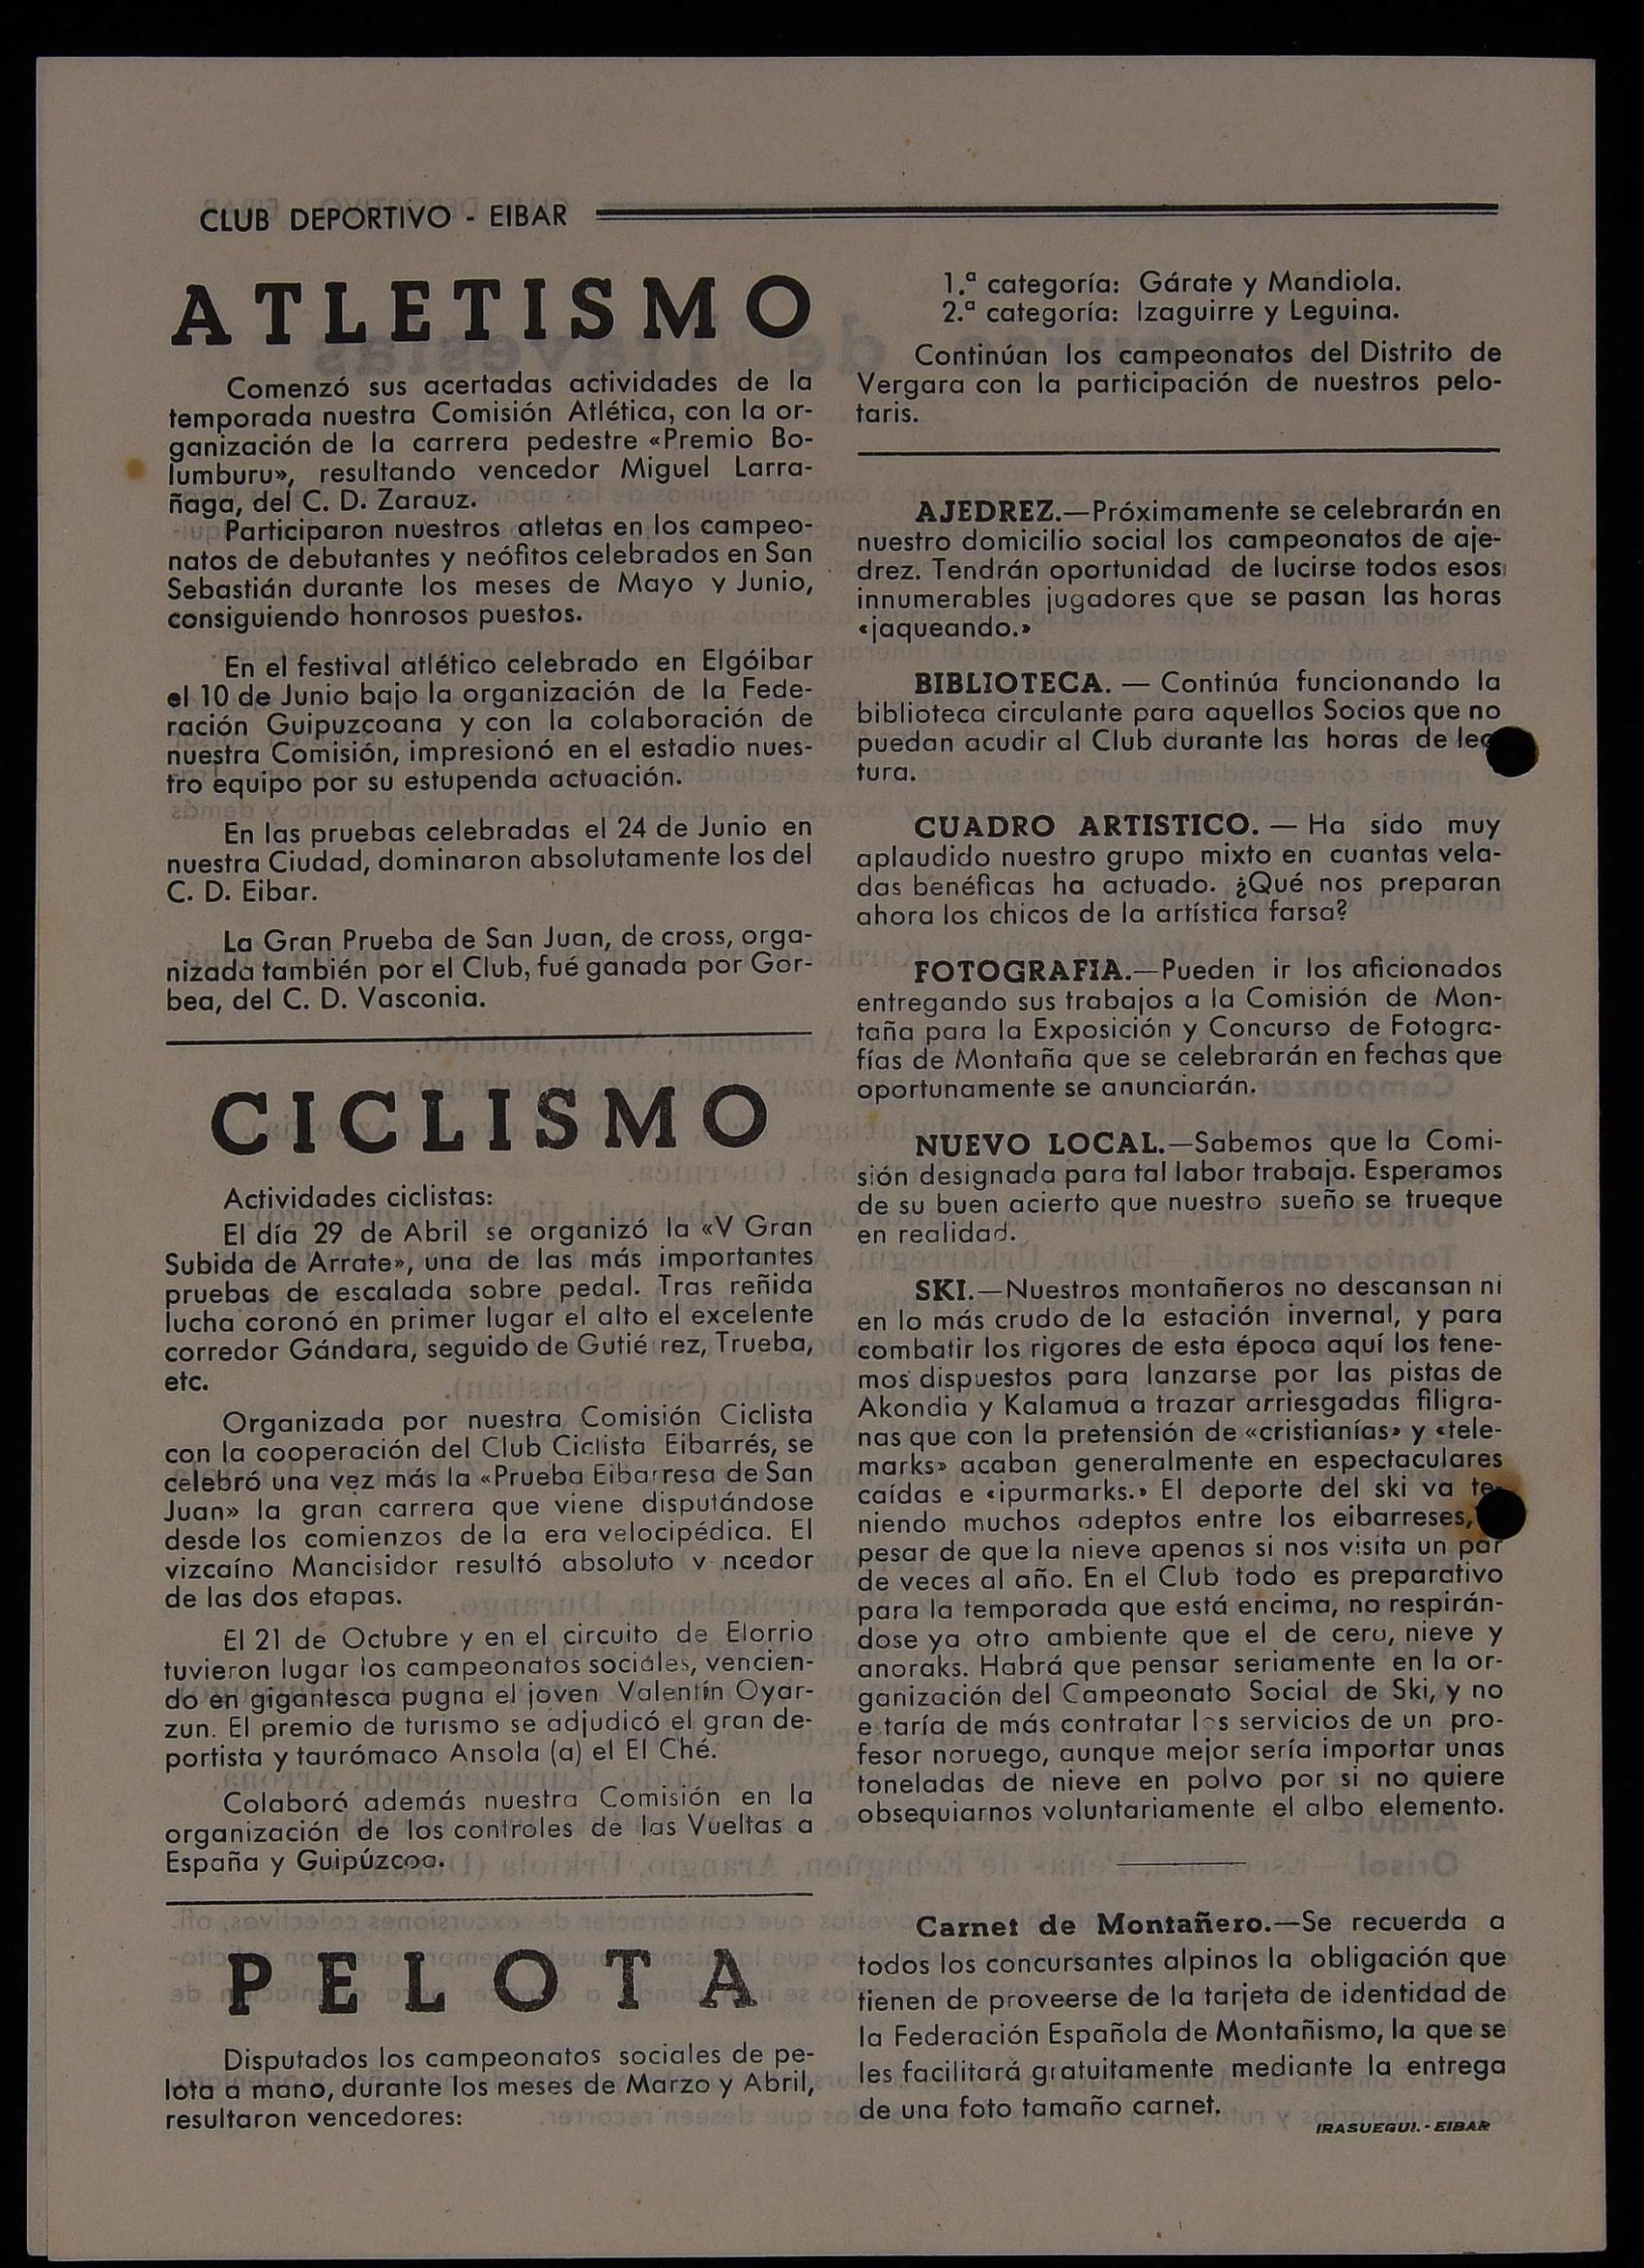 CLUB DEPORTIVO - EIBAR
ATLETISMO
Comenzó sus acertadas actividades de la
temporada nuestra Comisión Atlética, con la or-
ganización de la carrera pedestre «Premio Bo-
lumburu», resultando vencedor Miguel Larra-
ñaga, del C. D. Zarauz.
Participaron nuestros atletas en los campeo-
natos de debutantes y neófitos celebrados en San
Sebastián durante los meses de Mayo y Junio,
consiguiendo honrosos puestos.
En el festival atlético celebrado en Elgóibar
el 10 de Junio bajo la organización de la Fede-
ración Guipuzcoana y con la colaboración de
nuestra Comisión, impresionó en el estadio nues-
tro equipo por su estupenda actuación.
En las pruebas celebradas el 24 de Junio en
nuestra Ciudad, dominaron absolutamente los del
C. D. Eibar.
La Gran Prueba de San Juan, de cross, orga-
nizada también por el Club, fué ganada por Gor-
bea, del C. D. Vasconia.
CICLISMO
Actividades ciclistas:
El día 29 de Abril se organizó la «V Gran
Subida de Arrate», una de las más importantes
pruebas de escalada sobre pedal. Tras reñida
lucha coronó en primer lugar el alto el excelente
corredor Gándara, seguido de Gutié rez, Trueba,
etc.
Organizada por nuestra Comisión Ciclista
con la cooperación del Club Ciclista Eibarrés, se
celebró una vez más la «Prueba Eibarresa de San
Juan» la gran carrera que viene disputándose
desde los comienzos de la era velocipédica. El
vizcaíno Mancisidor resultó absoluto v ncedor
de las dos etapas.
El 21 de Octubre y en el circuito de Elorrio
tuvieron lugar los campeonatos sociales, vencien-
do en gigantesca pugna el joven Valentín Oyar-
zun. El premio de turismo se adjudicó el gran de-
portista y taurómaco Ansola (a) el El Ché.
Colaboró además nuestra Comisión en la
organización de los controles de las Vueltas a
España y Guipúzcoa.
PELOTA
Disputados los campeonatos sociales de pe-
lota a mano, durante los meses de Marzo y Abril,
resultaron vencedores:
1.ª categoría: Gárate y Mandiola.
2.ª categoría: Izaguirre y Leguina.
Continúan los campeonatos del Distrito de
Vergara con la participación de nuestros pelo-
taris.
AJEDREZ.—Próximamente se celebrarán en
nuestro domicilio social los campeonatos de aje-
drez. Tendrán oportunidad de lucirse todos esos
innumerables jugadores que se pasan las horas
«jaqueando.»
BIBLIOTECA. — Continúa funcionando la
biblioteca circulante para aquellos Socios que no
puedan acudir al Club durante las horas de lec
tura.
CUADRO ARTISTICO. — Ha sido muy
aplaudido nuestro grupo mixto en cuantas vela-
das benéficas ha actuado. ¿Qué nos preparan
ahora los chicos de la artística farsa?
FOTOGRAFIA.—Pueden ir los aficionados
entregando sus trabajos a la Comisión de Mon-
taña para la Exposición y Concurso de Fotogra-
fías de Montaña que se celebrarán en fechas que
oportunamente se anunciarán.
NUEVO LOCAL.—Sabemos que la Comi-
sión designada para tal labor trabaja. Esperamos
de su buen acierto que nuestro sueño se trueque
en realidad.
SKI.—Nuestros montañeros no descansan ni
en lo más crudo de la estación invernal, y para
combatir los rigores de esta época aquí los tene-
mos dispuestos para lanzarse por las pistas de
Akondia y Kalamua a trazar arriesgadas filigra-
nas que con la pretensión de «cristianías» y «tele-
marks» acaban generalmente en espectaculares
caídas e «ipurmarks.» El deporte del ski va te-
niendo muchos adeptos entre los eibarreses,
pesar de que la nieve apenas si nos visita un par
de veces al año. En el Club todo es preparativo
para la temporada que está encima, no respirán-
dose ya otro ambiente que el de cera, nieve y
anoraks. Habrá que pensar seriamente en la or-
ganización del Campeonato Social de Ski, y no
e taría de más contratar los servicios de un pro-
fesor noruego, aunque mejor sería importar unas
toneladas de nieve en polvo por si no quiere
obsequiarnos voluntariamente el albo elemento.
Carnet de Montañero.—Se recuerda a
todos los concursantes alpinos la obligación que
tienen de proveerse de la tarjeta de identidad de
la Federación Española de Montañismo, la que se
les facilitará gratuitamente mediante la entrega
de una foto tamaño carnet.
IRASUEGUI. - EIBAR